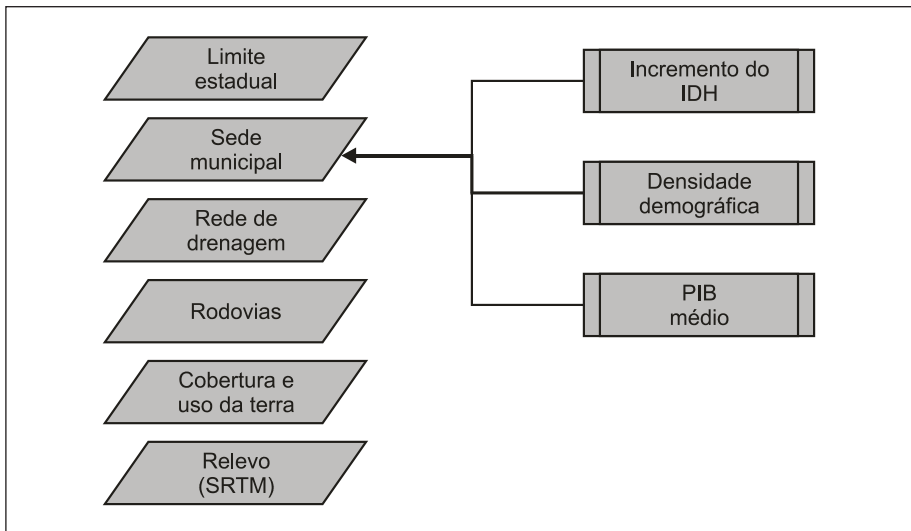 Limite
estadual
Sede
municipal
Rede de
drenagem
Rodovias
Cobertura e
uso da terra
Relevo
(SRTM)
Incremento do
IDH
Densidade
demográfica
PIB
médio